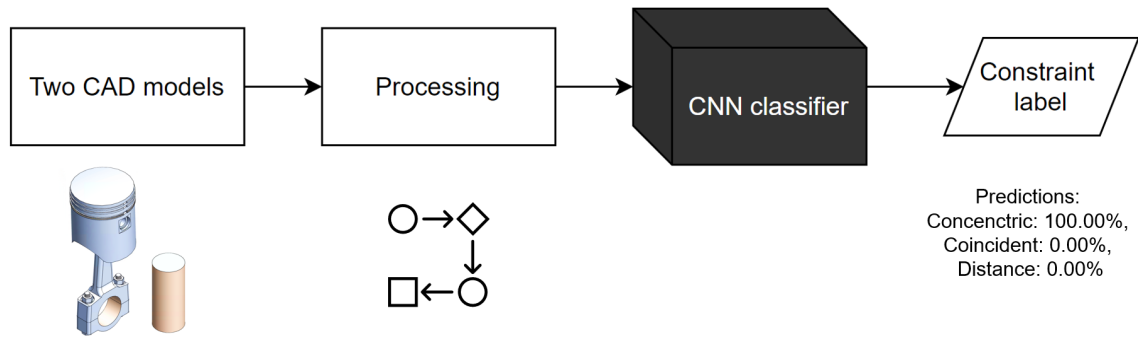 Two CAD models
Processing
CNN classifier
Constraint
label
Predictions:
Concenctric: 100.00%,
Coincident: 0.00%,
Distance: 0.00%